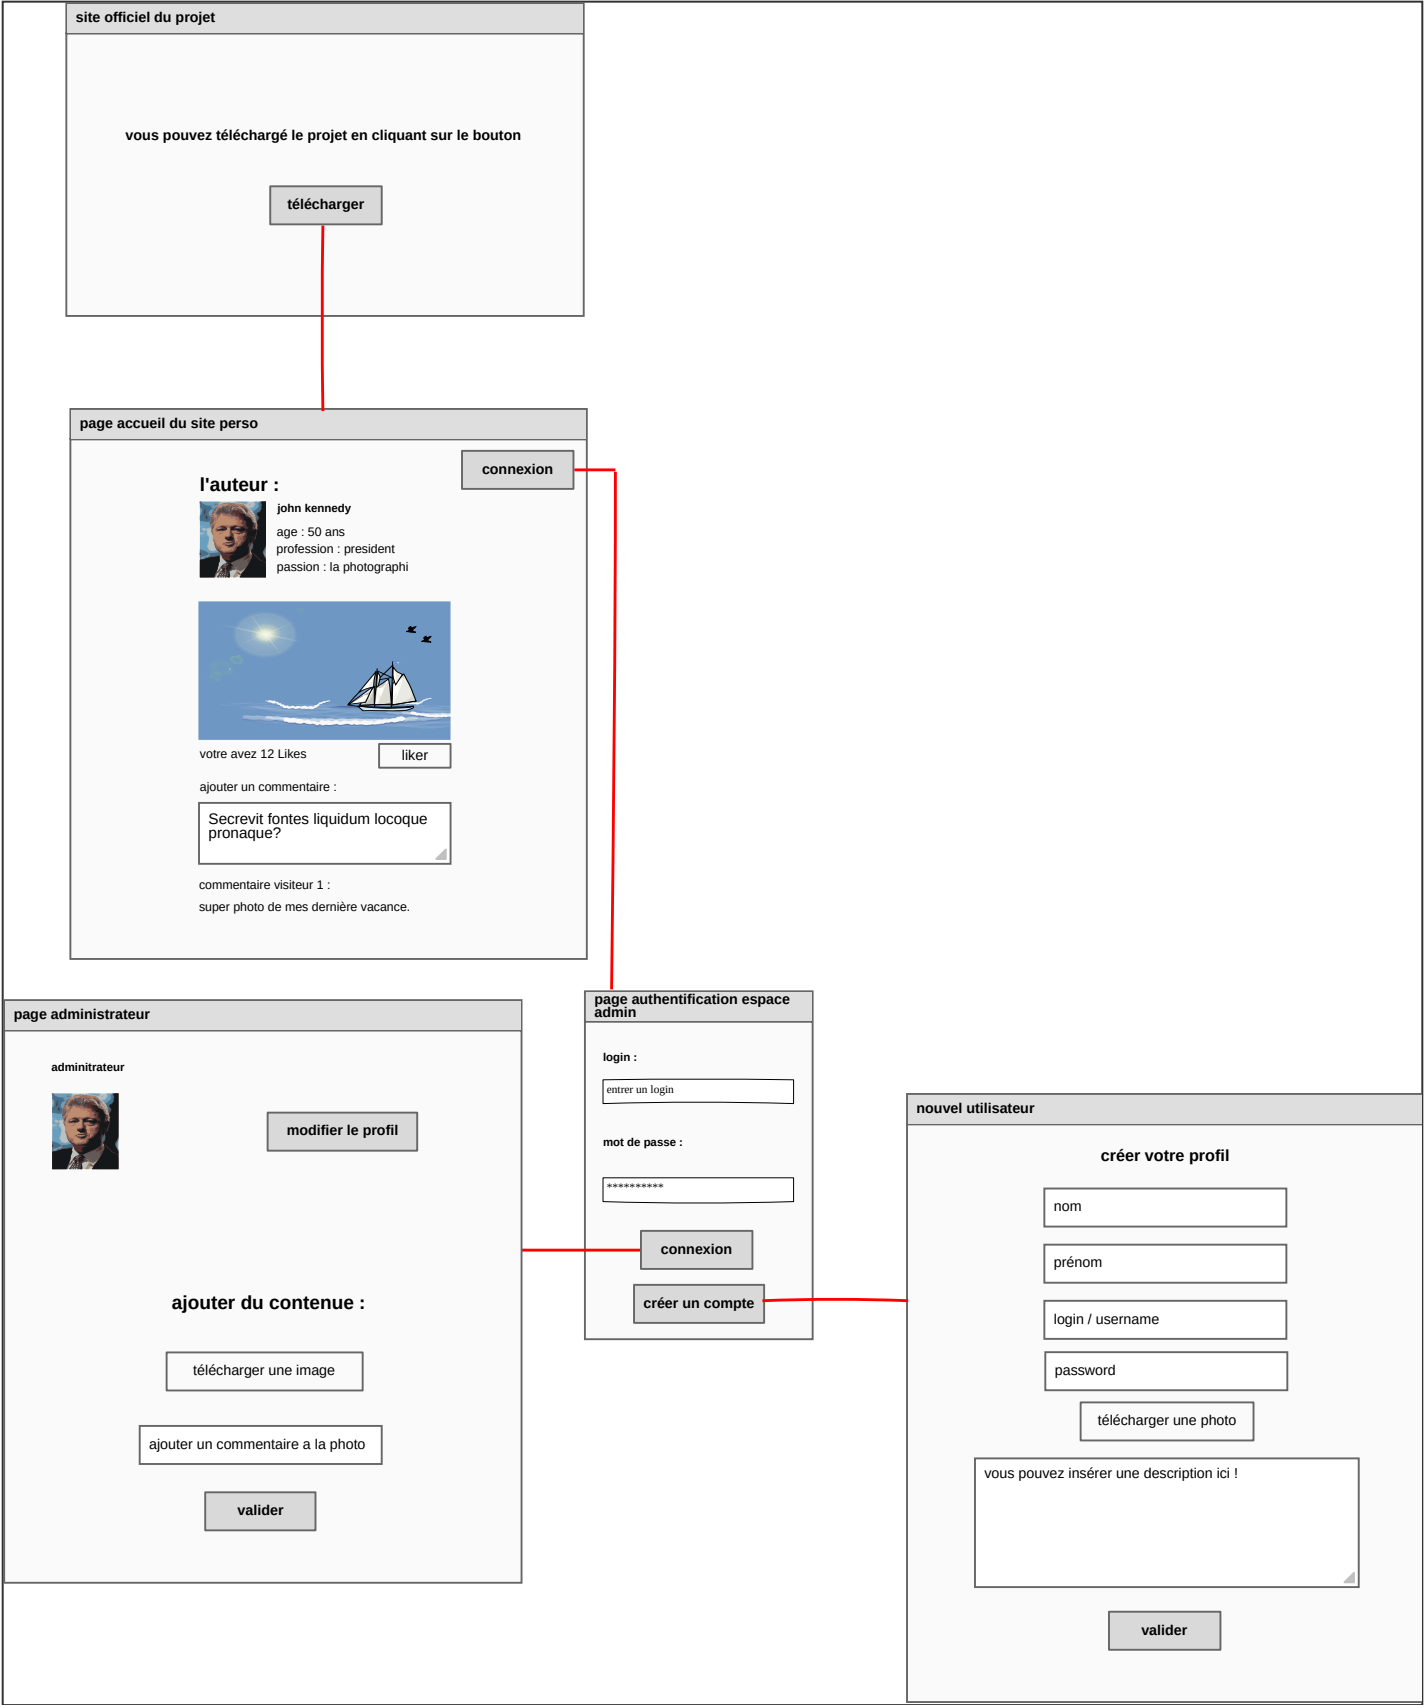 site officiel du projet
vous pouvez téléchargé le projet en cliquant sur le bouton
télécharger
page accueil du site perso
connexion
l'auteur :
john kennedy
age : 50 ans
profession : president
passion : la photographi
votre avez 12 Likes
liker
ajouter un commentaire :
Secrevit fontes liquidum locoque
pronaque?
commentaire visiteur 1 :
super photo de mes dernière vacance.
page administrateur
adminitrateur
modifier le profil
ajouter du contenue :
télécharger une image
ajouter un commentaire a la photo
valider
page authentification espace
admin
login :
entrer un login
mot de passe :
**********
connexion
créer un compte
nouvel utilisateur
créer votre profil
nom
prénom
login / username
password
télécharger une photo
vous pouvez insérer une description ici !
valider